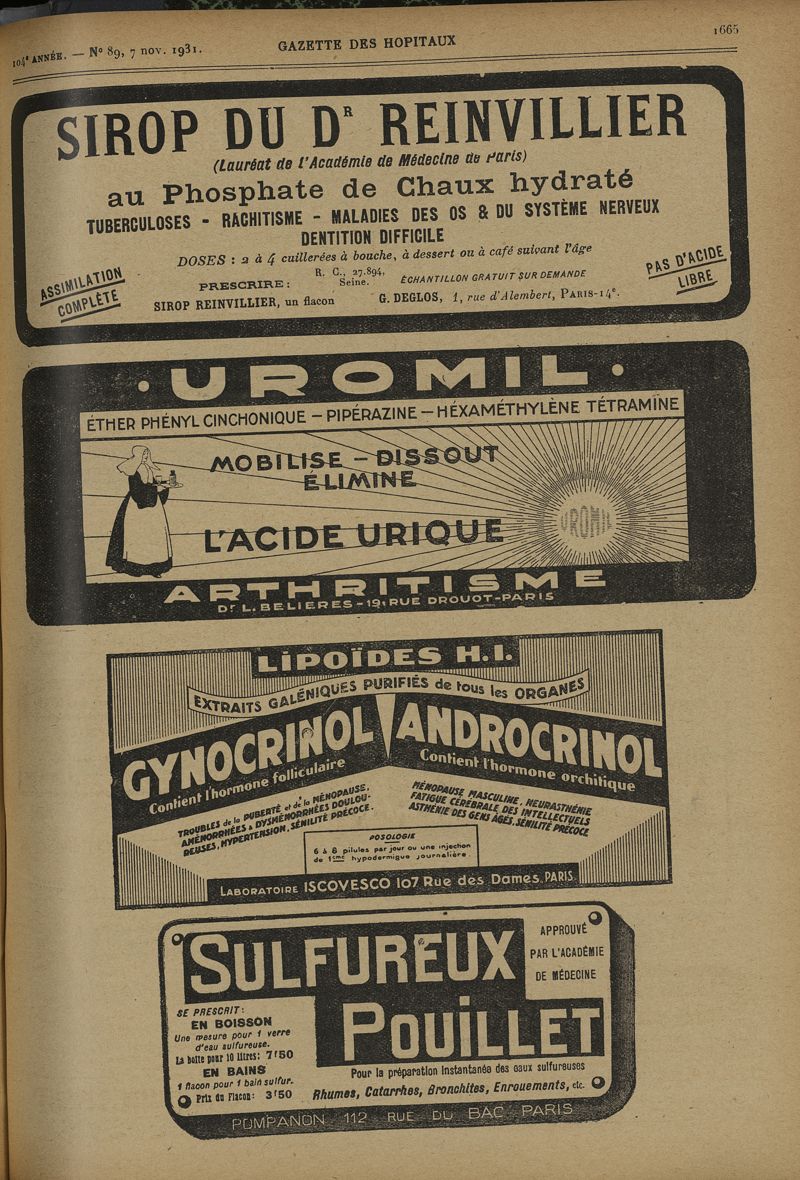 104ᵉ ANNÉE. — Nº 89, 7 nov. 1931.
GAZETTE DES HOPITAUX
1665
SIROP DU Dᴿ REINVILLIER
(Lauréat de l'Académie de Médecine de Paris)
au Phosphate de Chaux hydraté
TUBERCULOSES - RACHITISME - MALADIES DES OS & DU SYSTÈME NERVEUX
DENTITION DIFFICILE
DOSES : 2 à 4 cuillerées à bouche, à dessert ou à café suivant l'âge
ASSIMILATION
COMPLÈTE
PRESCRIRE :
SIROP REINVILLIER, un flacon
R. C., 27.894,
Seine.
ÉCHANTILLON GRATUIT SUR DEMANDE
G. DEGLOS, 1, rue d'Alembert, PARIS-14ᵉ.
PAS D'ACIDE
LIBRE
· UROMIL ·
ÉTHER PHÉNYL CINCHONIQUE — PIPÉRAZINE — HÉXAMÉTHYLÈNE TÉTRAMINE
MOBILISE — DISSOUT
ÉLIMINE
L'ACIDE URIQUE
UROMIL
ARTHRITISME
Dʳ L. BELIERES - 19, RUE DROUOT - PARIS
LIPOÏDES H.I.
EXTRAITS GALÉNIQUES PURIFIÉS de tous les ORGANES
GYNOCRINOL
Contient l'hormone folliculaire
TROUBLES de la PUBERTÉ et de la MÉNOPAUSE,
AMÉNORRHÉES & DYSMÉNORRHÉES DOULOU-
REUSES, HYPERTENSION, SÉNILITÉ PRÉCOCE.
ANDROCRINOL
Contient l'hormone orchitique
MÉNOPAUSE MASCULINE, NEURASTHÉNIE
FATIGUE CÉRÉBRALE DES INTELLECTUELS
ASTHÉNIE DES GENS AGÉS, SÉNILITÉ PRÉCOCE
POSOLOGIE
6 à 8 pilules par jour ou une injection
de 1ᶜᵐᶜ hypodermique journalière.
LABORATOIRE ISCOVESCO 107 Rue des Dames. PARIS
SULFUREUX
POUILLET
APPROUVÉ
PAR L'ACADÉMIE
DE MÉDECINE
SE PRESCRIT :
EN BOISSON
Une mesure pour 1 verre
d'eau sulfureuse.
La boîte pour 10 litres : 7ᶠ50
EN BAINS
1 flacon pour 1 bain sulfur.
Prix du Flacon : 3ᶠ50
Pour la préparation instantanée des eaux sulfureuses
Rhumes, Catarrhes, Bronchites, Enrouements, etc.
POMPANON 112 RUE DU BAC PARIS